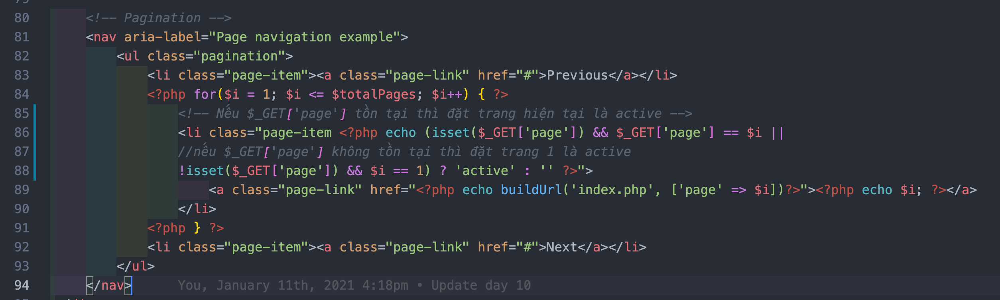 80 <!-- Pagination -->
81 <nav aria-label="Page navigation example">
82 <ul class="pagination">
83 <li class="page-item"><a class="page-link" href="#">Previous</a></li>
84 <?php for($i = 1; $i <= $totalPages; $i++) { ?>
85 <!-- Nếu $_GET['page'] tồn tại thì đặt trang hiện tại là active -->
86 <li class="page-item <?php echo (isset($_GET['page']) && $_GET['page'] == $i ||
87 //nếu $_GET['page'] không tồn tại thì đặt trang 1 là active
88 !isset($_GET['page']) && $i == 1) ? 'active' : '' ?>">
89 <a class="page-link" href="<?php echo buildUrl('index.php', ['page' => $i])?>"><?php echo $i; ?></a>
90 </li>
91 <?php } ?>
92 <li class="page-item"><a class="page-link" href="#">Next</a></li>
93 </ul>
94 </nav> You, January 11th, 2021 4:18pm • Update day 10